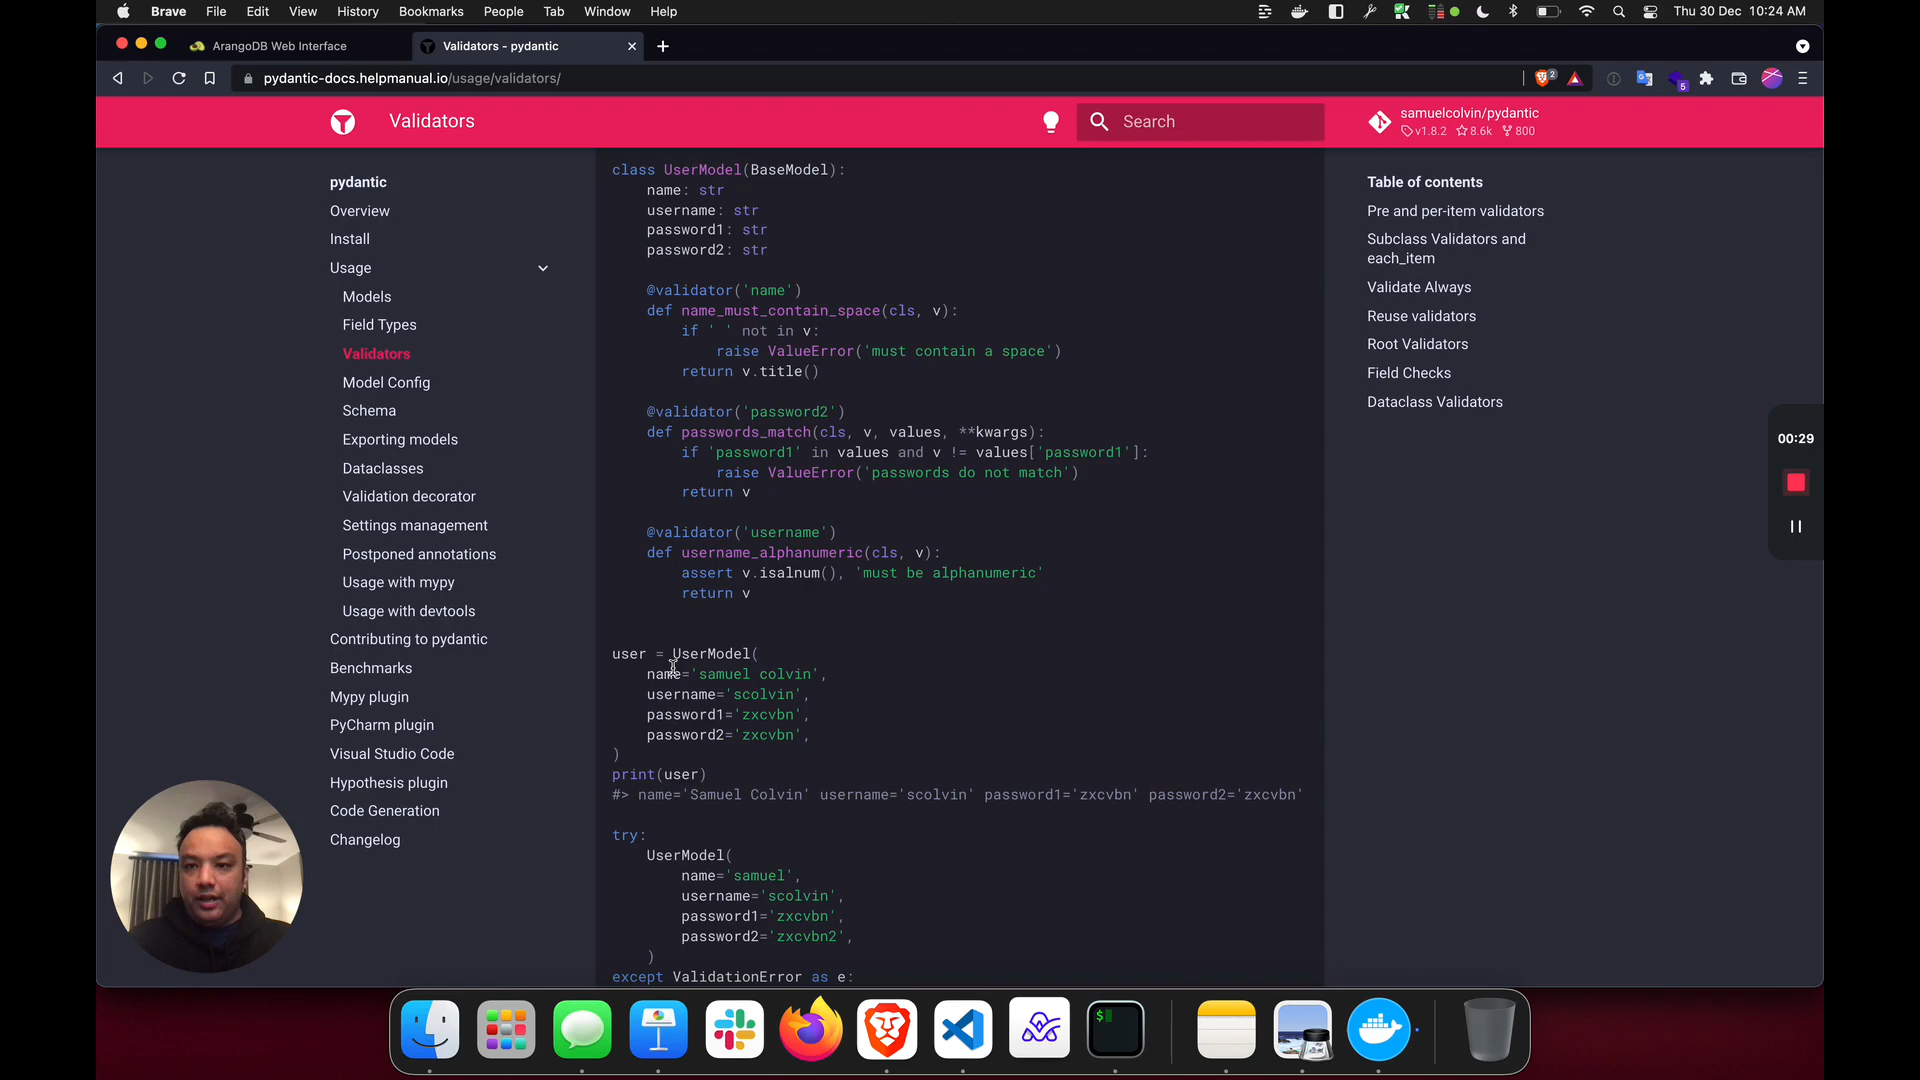 Brave File Edit View History Bookmarks People Tab Window Help
Thu 30 Dec 10:24 AM
ArangoDB Web Interface
Validators - pydantic
pydantic-docs.helpmanual.io/usage/validators/
2
5
Validators
Search
samuelcolvin/pydantic
v1.8.2 8.6k 800
pydantic
Overview
Install
Usage
Models
Field Types
Validators
Model Config
Schema
Exporting models
Dataclasses
Validation decorator
Settings management
Postponed annotations
Usage with mypy
Usage with devtools
Contributing to pydantic
Benchmarks
Mypy plugin
PyCharm plugin
Visual Studio Code
Hypothesis plugin
Code Generation
Changelog
class UserModel(BaseModel):
name: str
username: str
password1: str
password2: str
@validator('name')
def name_must_contain_space(cls, v):
if ' ' not in v:
raise ValueError('must contain a space')
return v.title()
@validator('password2')
def passwords_match(cls, v, values, **kwargs):
if 'password1' in values and v != values['password1']:
raise ValueError('passwords do not match')
return v
@validator('username')
def username_alphanumeric(cls, v):
assert v.isalnum(), 'must be alphanumeric'
return v
user = UserModel(
name='samuel colvin',
username='scolvin',
password1='zxcvbn',
password2='zxcvbn',
)
print(user)
#> name='Samuel Colvin' username='scolvin' password1='zxcvbn' password2='zxcvbn'
try:
UserModel(
name='samuel',
username='scolvin',
password1='zxcvbn',
password2='zxcvbn2',
)
except ValidationError as e:
Table of contents
Pre and per-item validators
Subclass Validators and
each_item
Validate Always
Reuse validators
Root Validators
Field Checks
Dataclass Validators
00:29
$